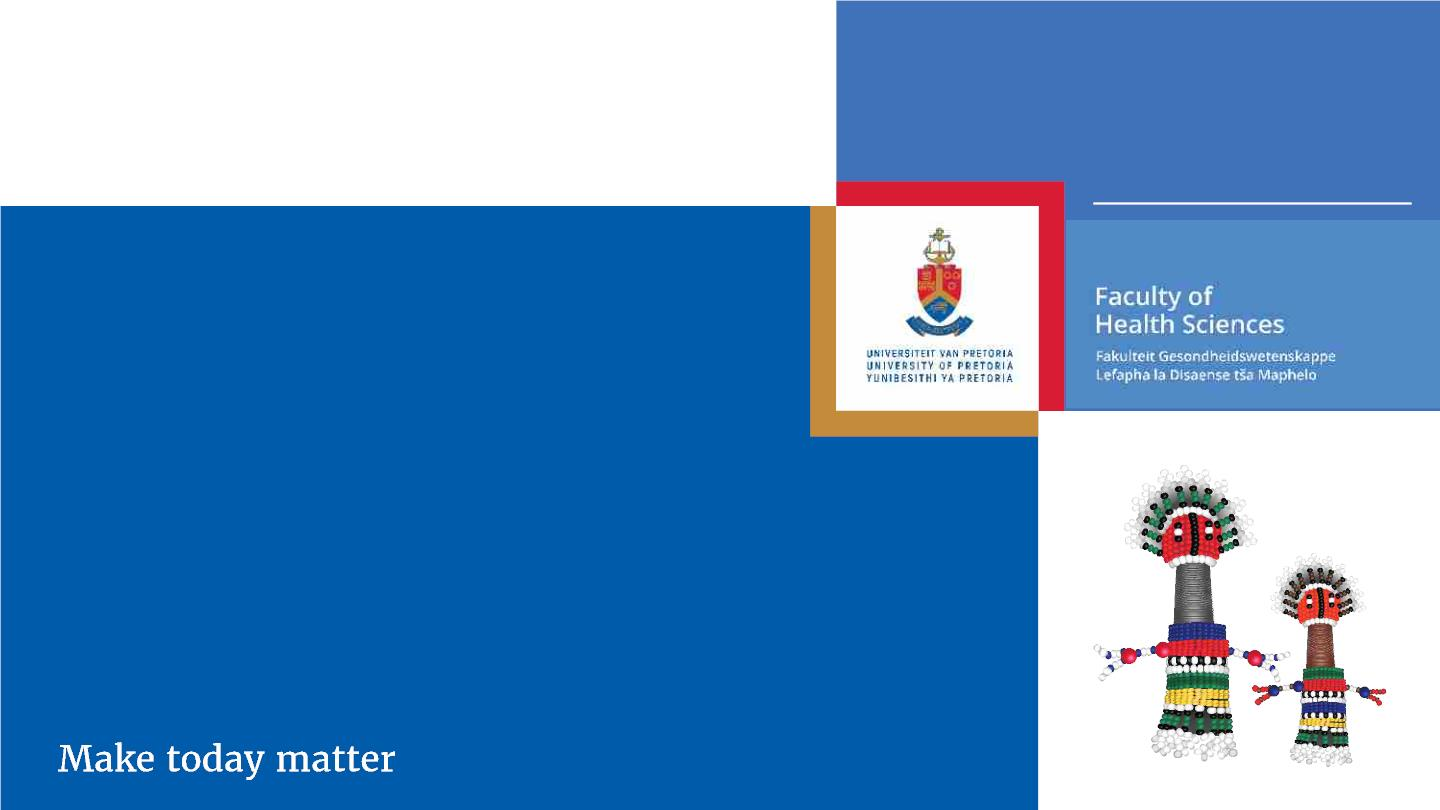 UNIVERSITEIT VAN PRETORIA
UNIVERSITY OF PRETORIA
YUNIBESITHI YA PRETORIA
Faculty of
Health Sciences
Fakulteit Gesondheidswetenskappe
Lefapha la Disaense tša Maphelo
Make today matter